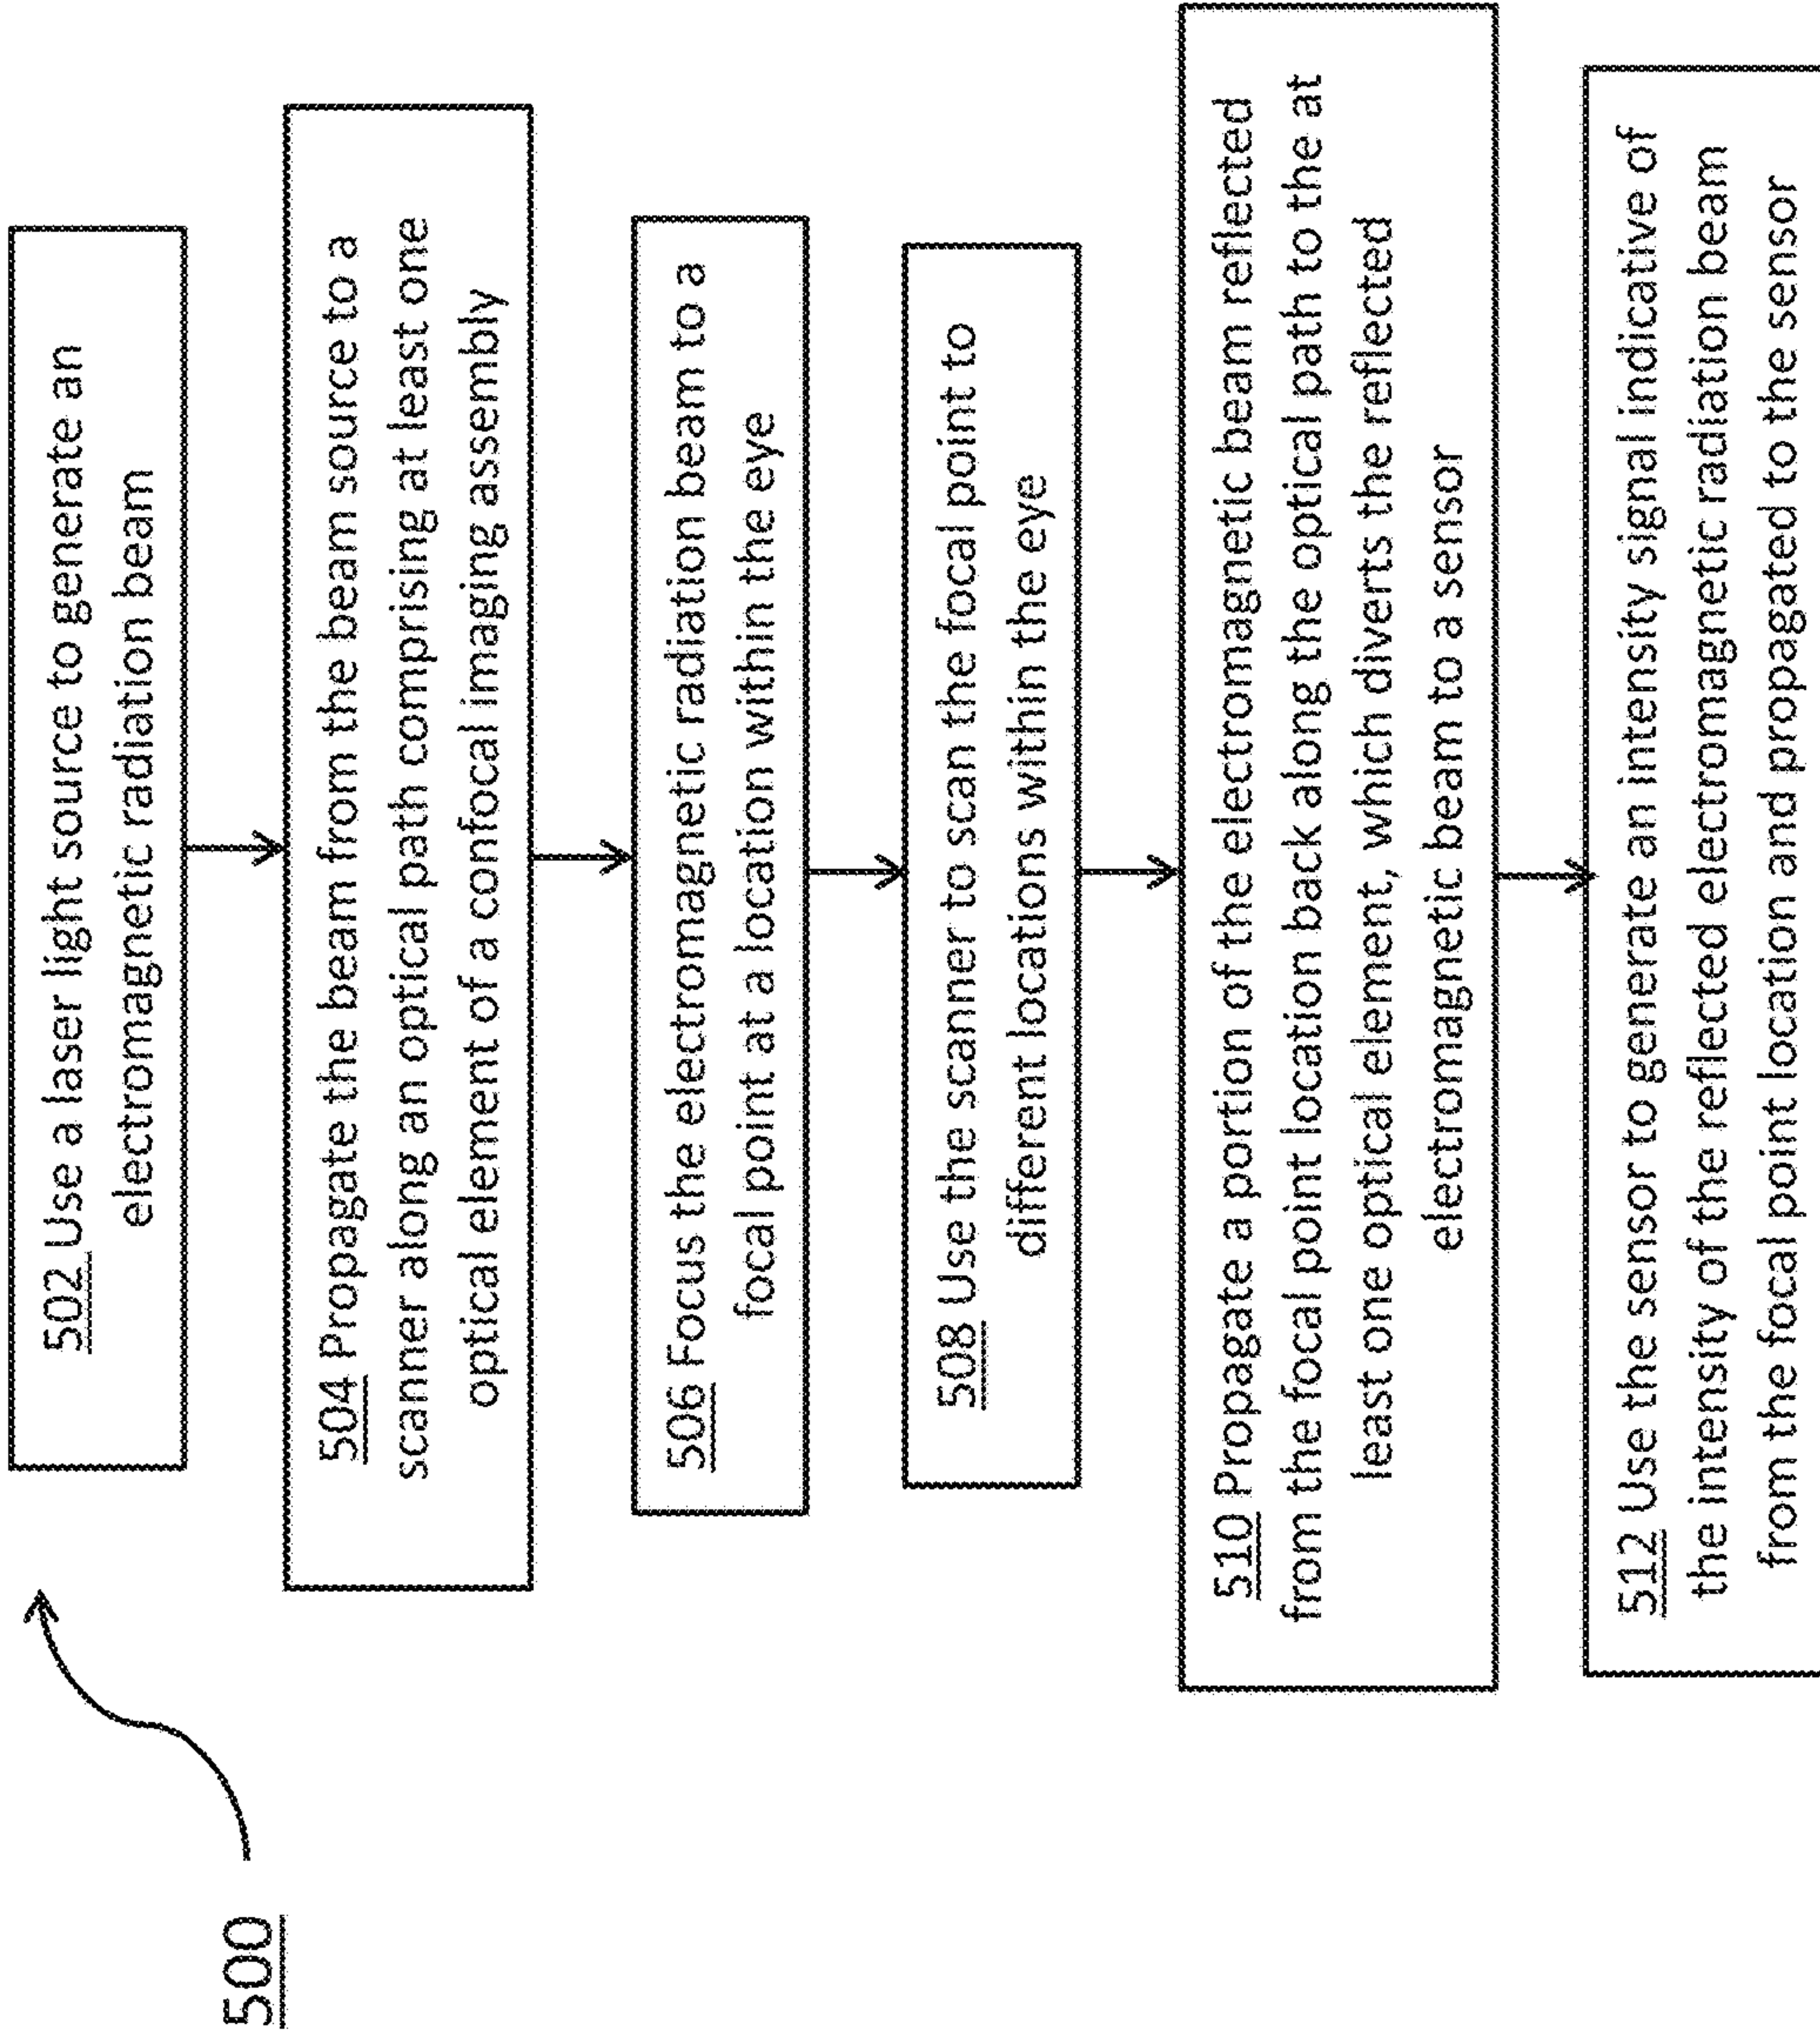 500
502 Use a laser light source to generate an
electromagnetic radiation beam
504 Propagate the beam from the beam source to a
scanner along an optical path comprising at least one
optical element of a confocal imaging assembly
506 Focus the electromagnetic radiation beam to a
focal point at a location within the eye
508 Use the scanner to scan the focal point to
different locations within the eye
510 Propagate a portion of the electromagnetic beam reflected
from the focal point location back along the optical path to the at
least one optical element, which diverts the reflected
electromagnetic beam to a sensor
512 Use the sensor to generate an intensity signal indicative of
the intensity of the reflected electromagnetic radiation beam
from the focal point location and propagated to the sensor